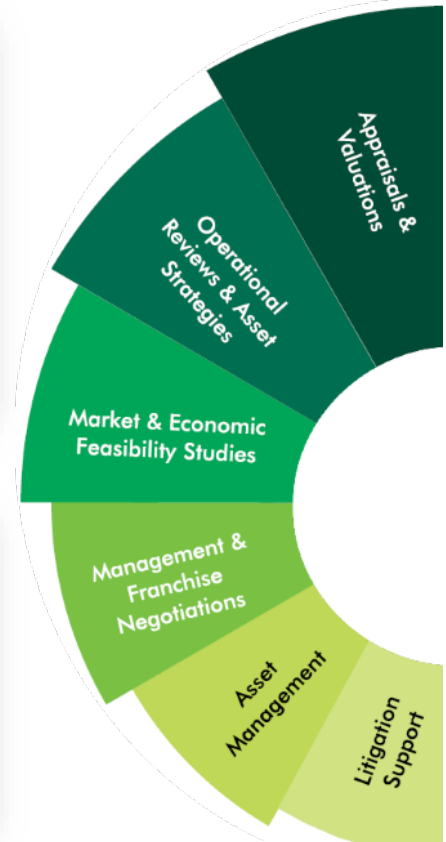 Appraisals &
Valuations
Operational
Reviews & Asset
Strategies
Market & Economic
Feasibility Studies
Management &
Franchise
Negotiations
Asset
Management
Litigation
Support